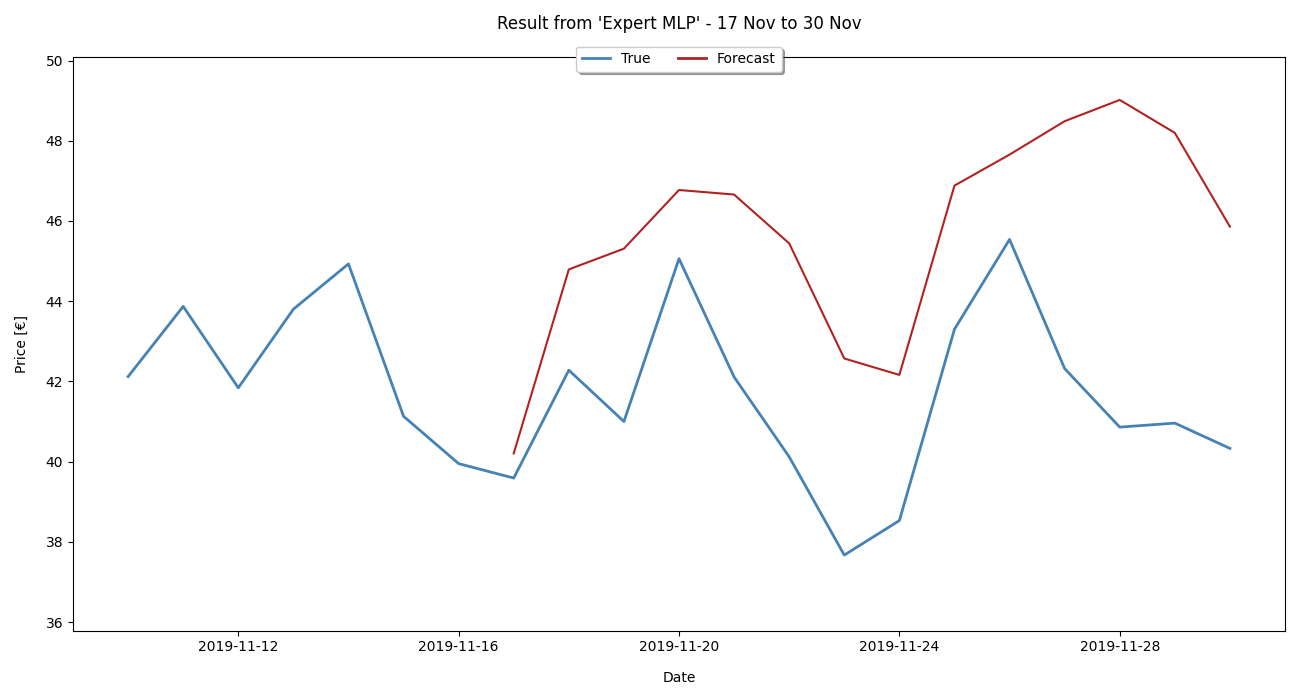 Result from 'Expert MLP' - 17 Nov to 30 Nov
True Forecast
50
48
46
44
42
40
38
36
Price [€]
2019-11-12 2019-11-16 2019-11-20 2019-11-24 2019-11-28
Date